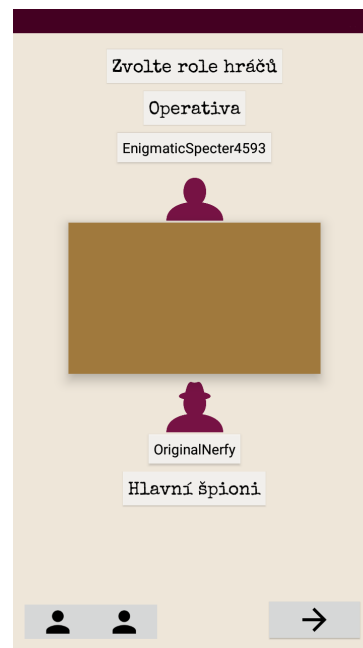 Zvolte role hráčů
Operativa
EnigmaticSpecter4593
OriginalNerfy
Hlavní špioni